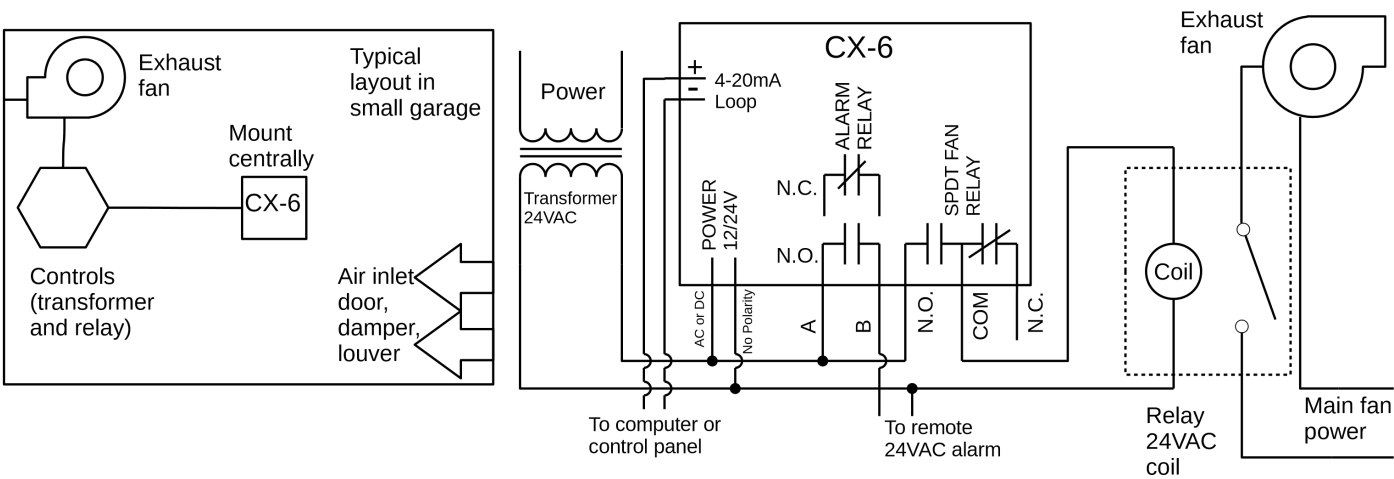 Exhaust
fan
Typical
layout in
small garage
Mount
centrally
CX-6
Controls
(transformer
and relay)
Air inlet
door,
damper,
louver
Power
Transformer
24VAC
CX-6
+
-
4-20mA
Loop
ALARM
RELAY
N.C.
N.O.
POWER
12/24V
SPDT FAN
RELAY
AC or DC
No Polarity
A
B
N.O.
COM
N.C.
To computer or
control panel
To remote
24VAC alarm
Exhaust
fan
Coil
Relay
24VAC
coil
Main fan
power